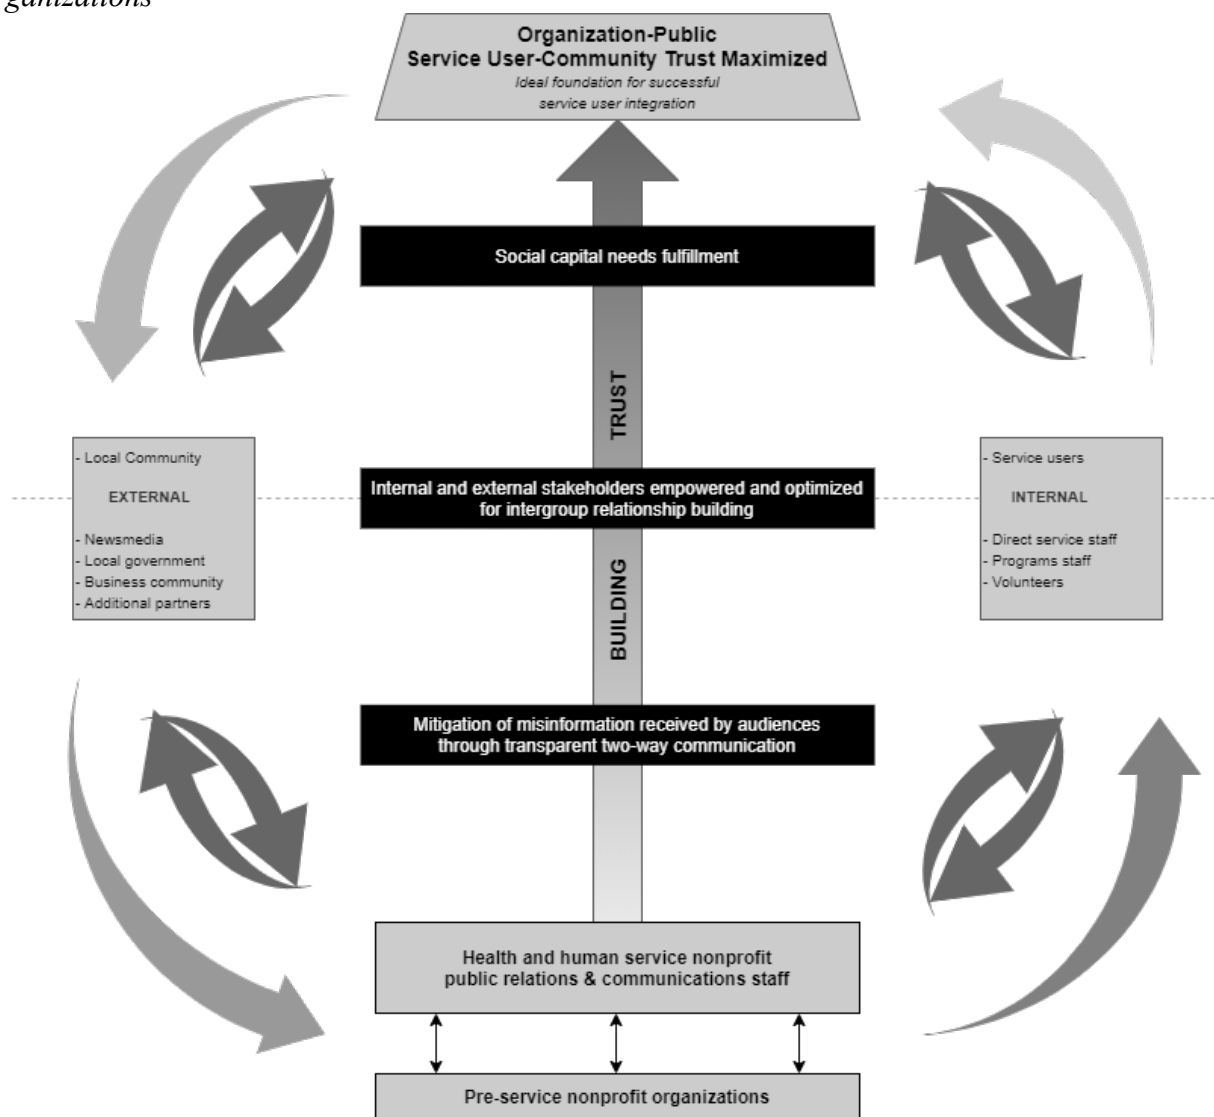 ganizations
Organization-Public
Service User-Community Trust Maximized
Ideal foundation for successful
service user integration
Social capital needs fulfillment
TRUST
- Local Community
EXTERNAL
- Newsmedia
- Local government
- Business community
- Additional partners
Internal and external stakeholders empowered and optimized
for intergroup relationship building
- Service users
INTERNAL
- Direct service staff
- Programs staff
- Volunteers
BUILDING
Mitigation of misinformation received by audiences
through transparent two-way communication
Health and human service nonprofit
public relations & communications staff
Pre-service nonprofit organizations